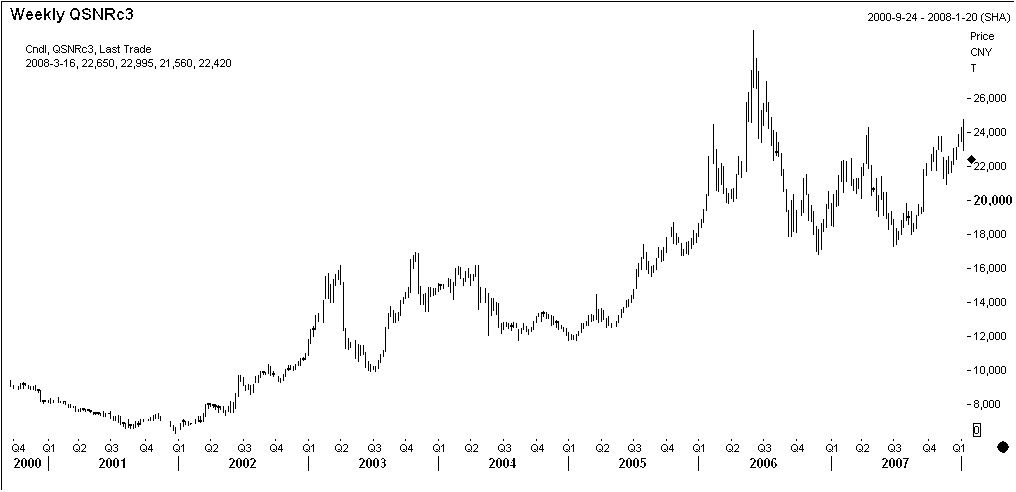 Weekly QSNRc3
2000-9-24 - 2008-1-20 (SHA)
Price
CNY
T
Cndl, QSNRc3, Last Trade
2008-3-16, 22,650, 22,995, 21,560, 22,420
26,000
24,000
22,000
20,000
18,000
16,000
14,000
12,000
10,000
8,000
0
Q4 Q1 Q2 Q3 Q4 Q1 Q2 Q3 Q4 Q1 Q2 Q3 Q4 Q1 Q2 Q3 Q4 Q1 Q2 Q3 Q4 Q1 Q2 Q3 Q4 Q1 Q2 Q3 Q4 Q1
2000 2001 2002 2003 2004 2005 2006 2007